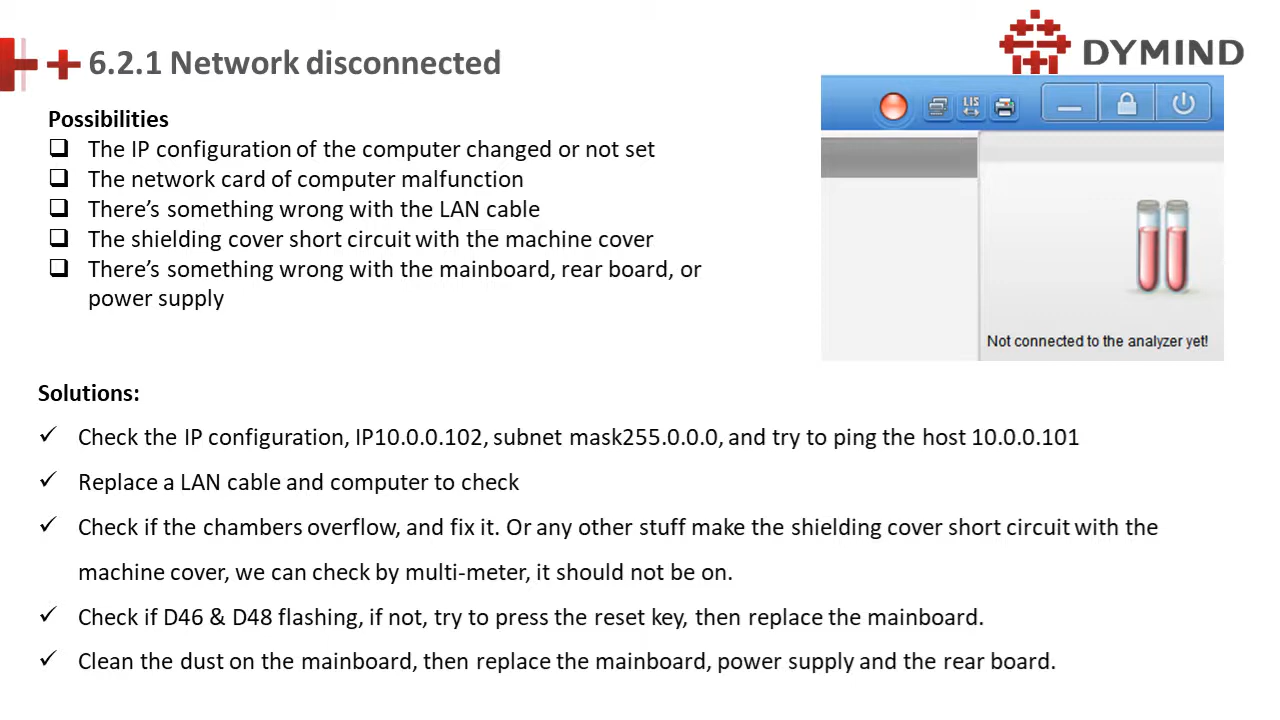 6.2.1 Network disconnected
DYMIND
Possibilities
The IP configuration of the computer changed or not set
The network card of computer malfunction
There's something wrong with the LAN cable
The shielding cover short circuit with the machine cover
There's something wrong with the mainboard, rear board, or
power supply
LIS
Not connected to the analyzer yet!
Solutions:
Check the IP configuration, IP10.0.0.102, subnet mask255.0.0.0, and try to ping the host 10.0.0.101
Replace a LAN cable and computer to check
Check if the chambers overflow, and fix it. Or any other stuff make the shielding cover short circuit with the
machine cover, we can check by multi-meter, it should not be on.
Check if D46 & D48 flashing, if not, try to press the reset key, then replace the mainboard.
Clean the dust on the mainboard, then replace the mainboard, power supply and the rear board.